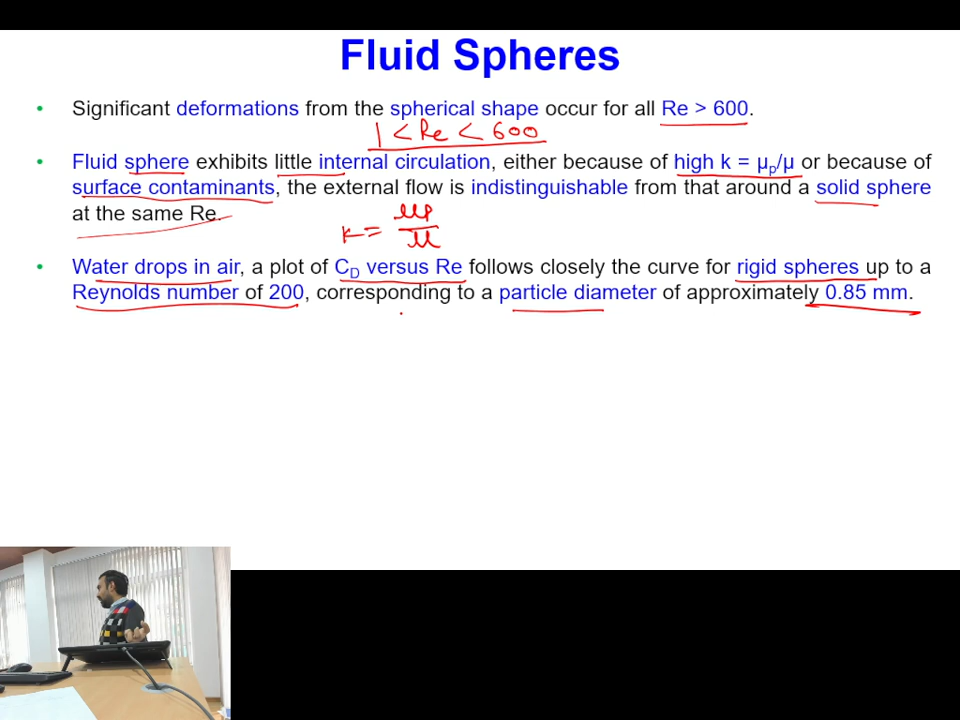 Fluid Spheres
• Significant deformations from the spherical shape occur for all Re > 600.
1 < Re < 600
• Fluid sphere exhibits little internal circulation, either because of high k = μp/μ or because of
surface contaminants, the external flow is indistinguishable from that around a solid sphere
at the same Re.
k = μp/μ
• Water drops in air, a plot of CD versus Re follows closely the curve for rigid spheres up to a
Reynolds number of 200, corresponding to a particle diameter of approximately 0.85 mm.